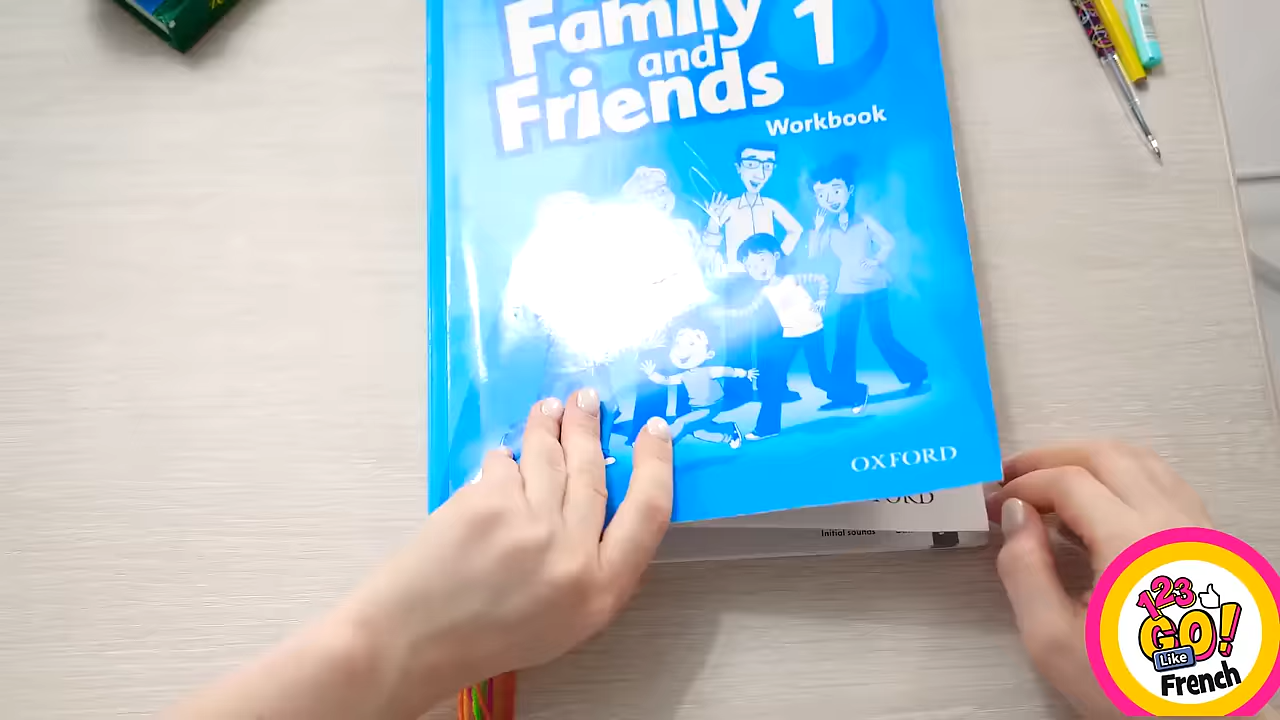 Family
and
Friends
1
Workbook
OXFORD
Initial sounds
123
GO!
Like
French